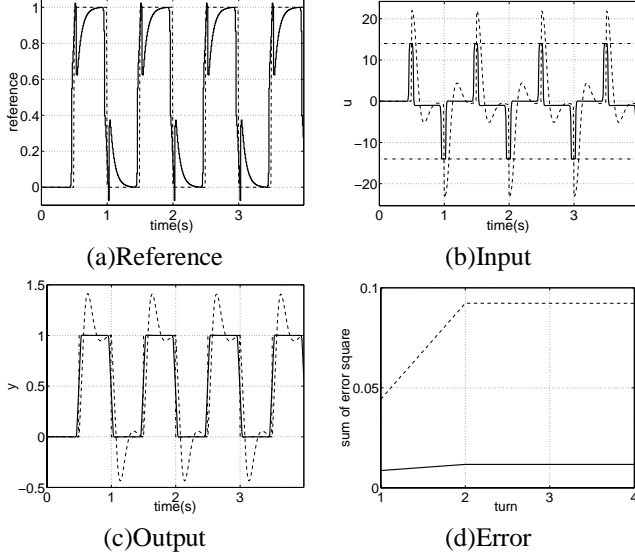 1
0.8
0.6
0.4
0.2
0
reference
0 1 2 3
time(s)
(a)Reference
20
10
0
−10
−20
u
0 1 2 3
time(s)
(b)Input
1.5
1
0.5
0
−0.5
y
0 1 2 3
time(s)
(c)Output
0.1
0.05
0
sum of error square
1 2 3 4
turn
(d)Error